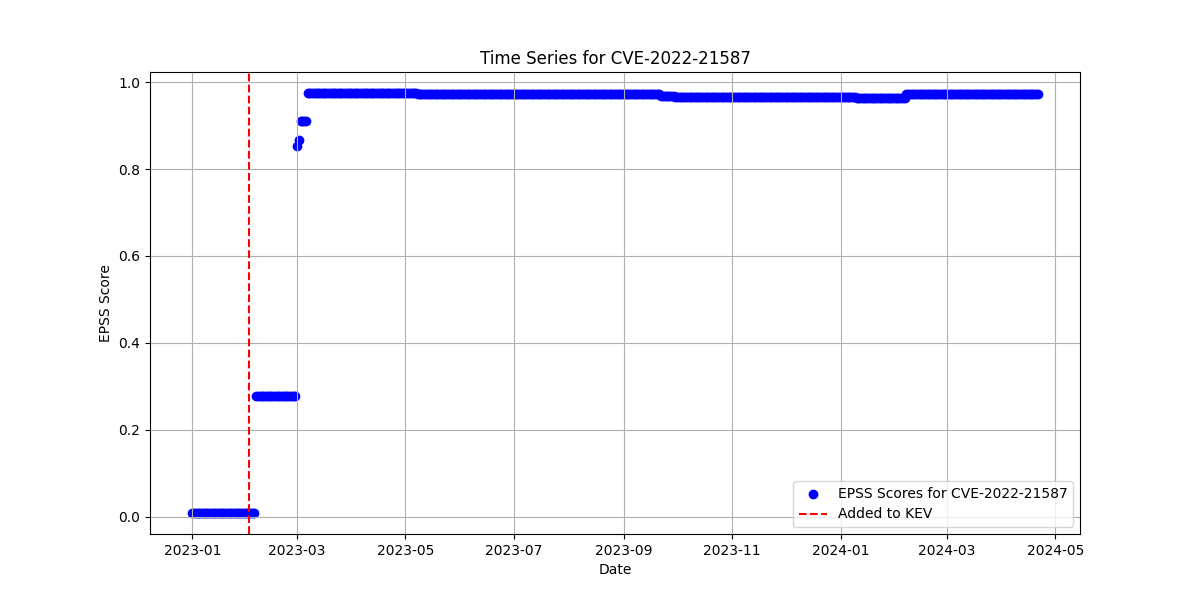 Time Series for CVE-2022-21587
EPSS Score
1.0
0.8
0.6
0.4
0.2
0.0
EPSS Scores for CVE-2022-21587
Added to KEV
2023-01 2023-03 2023-05 2023-07 2023-09 2023-11 2024-01 2024-03 2024-05
Date